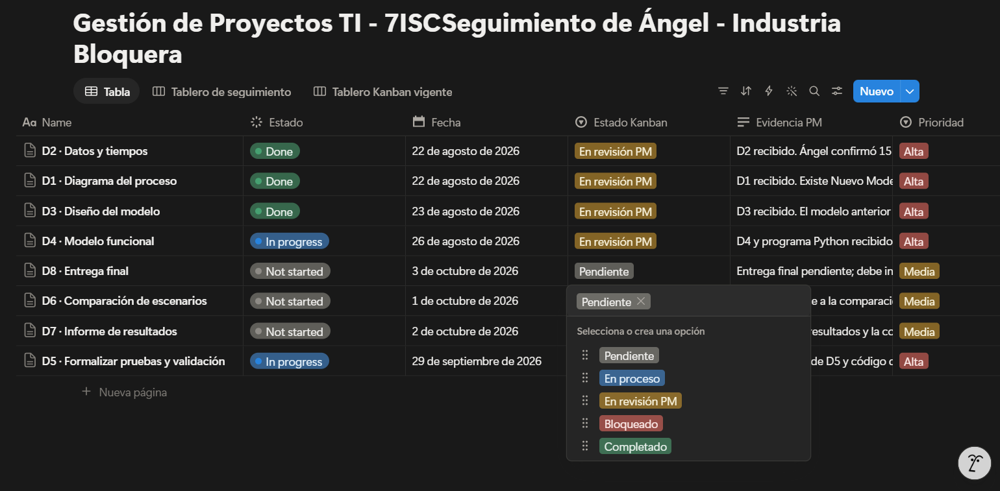 Gestión de Proyectos TI - 7ISCSeguimiento de Ángel - Industria
Bloquera
Tabla
Tablero de seguimiento
Tablero Kanban vigente
Nuevo
Aa Name
Estado
Fecha
Estado Kanban
Evidencia PM
Prioridad
D2 · Datos y tiempos
Done
22 de agosto de 2026
En revisión PM
D2 recibido. Ángel confirmó 15
Alta
D1 · Diagrama del proceso
Done
22 de agosto de 2026
En revisión PM
D1 recibido. Existe Nuevo Mode
Alta
D3 · Diseño del modelo
Done
23 de agosto de 2026
En revisión PM
D3 recibido. El modelo anterior
Alta
D4 · Modelo funcional
In progress
26 de agosto de 2026
En revisión PM
D4 y programa Python recibido
Alta
D8 · Entrega final
Not started
3 de octubre de 2026
Pendiente
Entrega final pendiente; debe in
Media
D6 · Comparación de escenarios
Not started
1 de octubre de 2026
Pendiente
e a la comparaci
Media
D7 · Informe de resultados
Not started
2 de octubre de 2026
Selecciona o crea una opción
resultados y la co
Media
D5 · Formalizar pruebas y validación
In progress
29 de septiembre de 2026
Pendiente
de D5 y código
Alta
En proceso
Nueva página
En revisión PM
Bloqueado
Completado